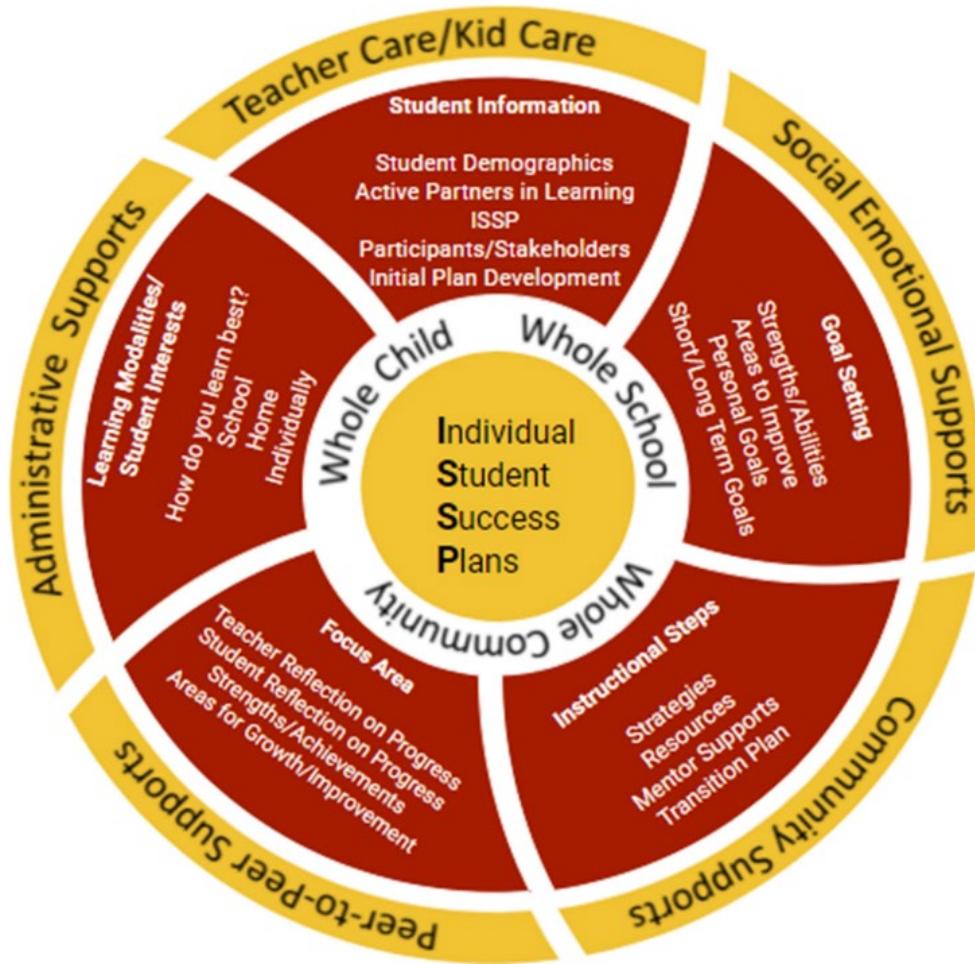 Teacher Care/Kid Care
Student Information
Student Demographics
Active Partners in Learning
ISSP
Participants/Stakeholders
Initial Plan Development
Social Emotional Supports
Goal Setting
Strengths/Abilities
Areas to Improve
Personal Goals
Short/Long Term Goals
Community Supports
Instructional Steps
Strategies
Resources
Mentor Supports
Transition Plan
Peer-to-Peer Supports
Focus Area
Teacher Reflection on Progress
Student Reflection on Progress
Strengths/Achievements
Areas for Growth/Improvement
Administrative Supports
Learning Modalities/
Student Interests
How do you learn best?
School
Home
Individually
Whole Child
Whole School
Whole Community
Individual
Student
Success
Plans